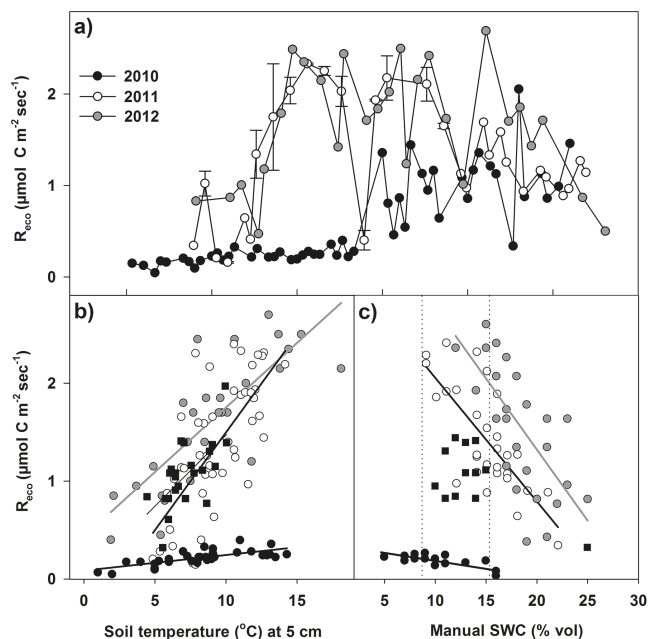 a)
2010
2011
2012
2
1
0
R_eco (µmol C m⁻² sec⁻¹)
b)
c)
2
1
0
R_eco (µmol C m⁻² sec⁻¹)
0 5 10 15
5 10 15 20 25 30
Soil temperature (°C) at 5 cm
Manual SWC (% vol)